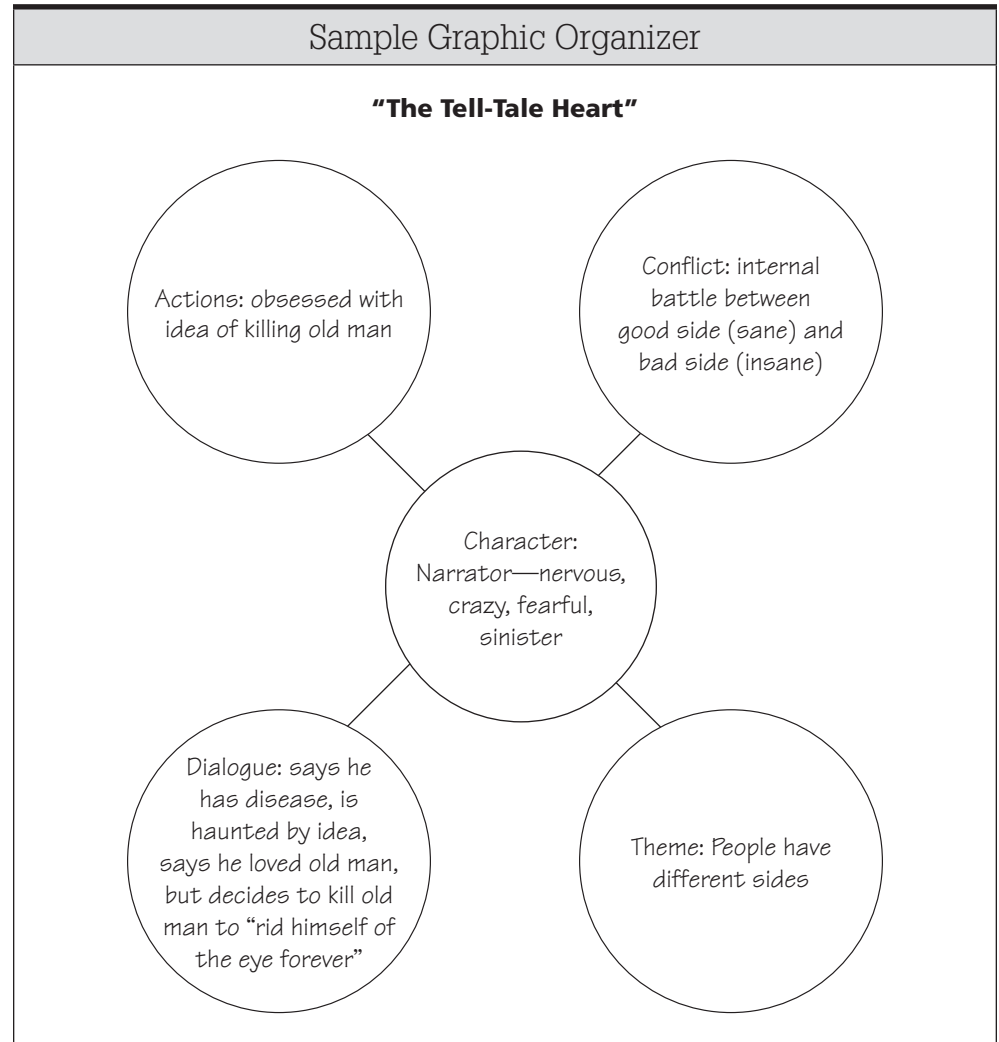 Sample Graphic Organizer
“The Tell-Tale Heart”
Actions: obsessed with
idea of killing old man
Conflict: internal
battle between
good side (sane) and
bad side (insane)
Character:
Narrator—nervous,
crazy, fearful,
sinister
Dialogue: says he
has disease, is
haunted by idea,
says he loved old man,
but decides to kill old
man to “rid himself of
the eye forever”
Theme: People have
different sides